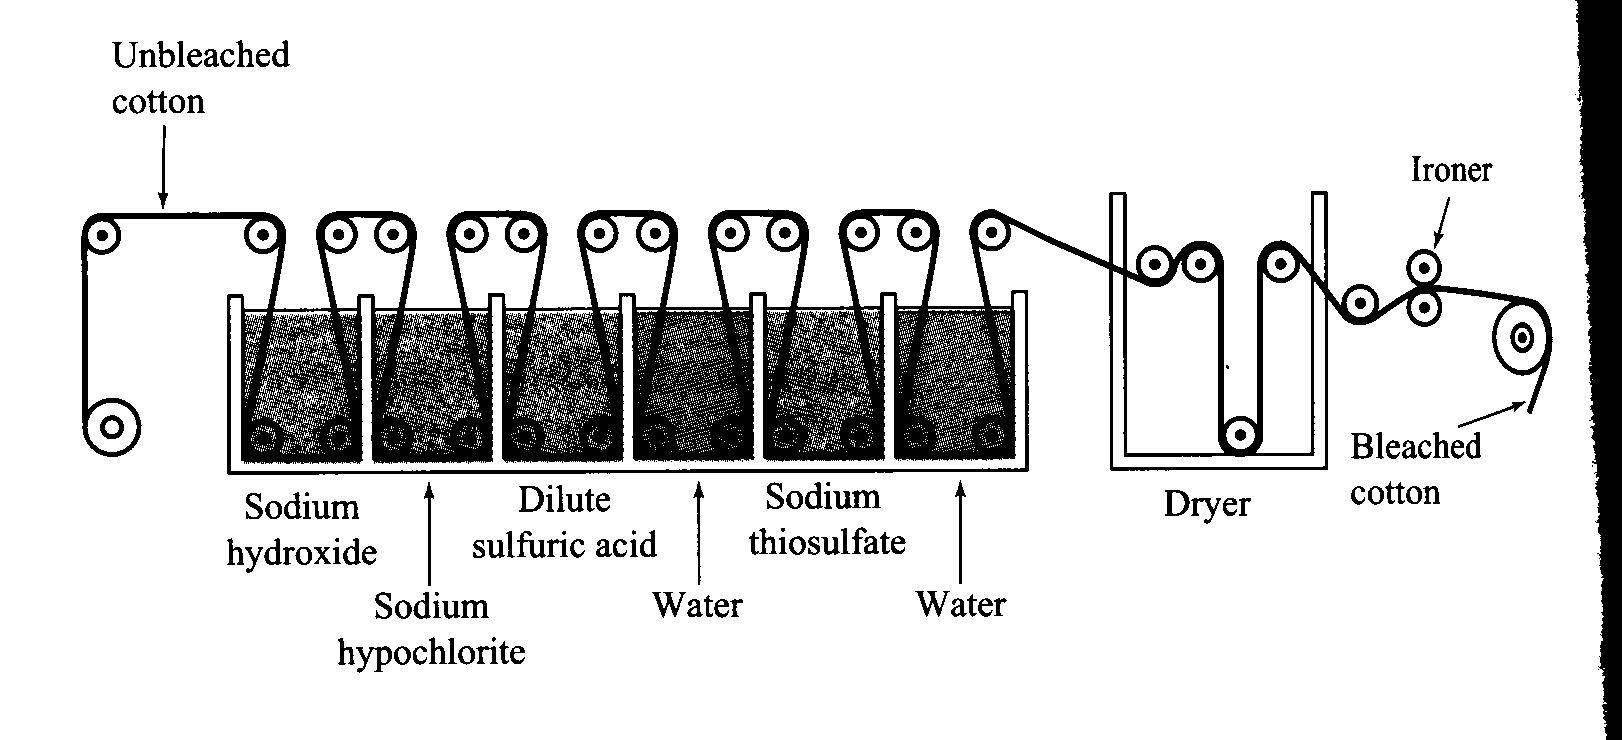 Unbleached
cotton
Ironer
Bleached
cotton
Sodium
hydroxide
Dilute
sulfuric acid
Sodium
thiosulfate
Dryer
Sodium
hypochlorite
Water
Water